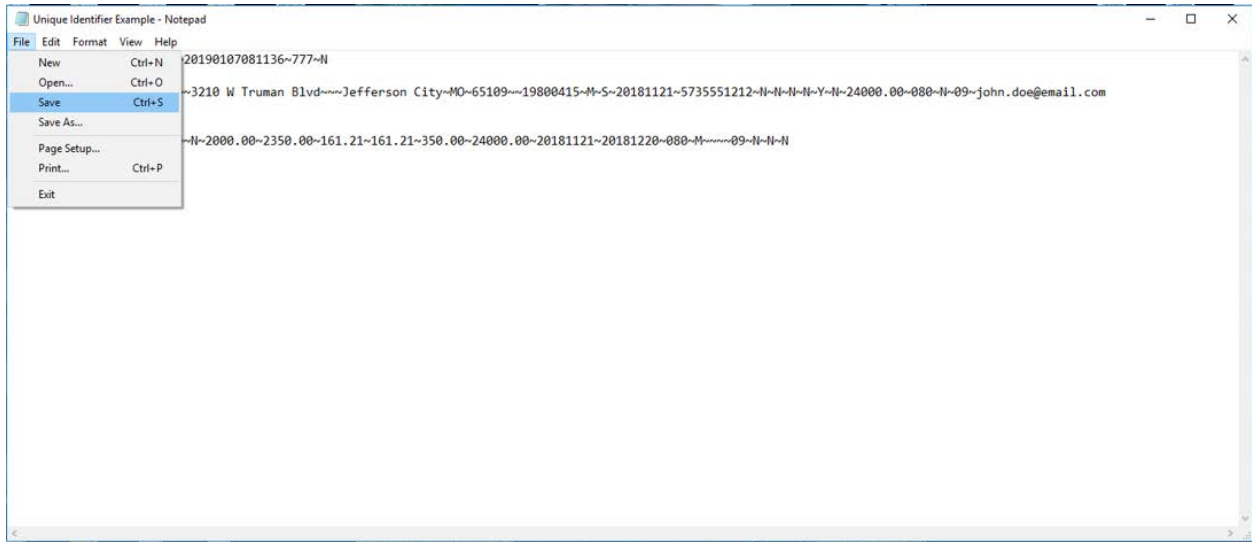 Unique Identifier Example - Notepad
File Edit Format View Help
New Ctrl+N
~20190107081136~777~N
Open... Ctrl+O
~~3210 W Truman Blvd~~~Jefferson City~MO~65109~~19800415~M~S~20181121~5735551212~N~N~N~N~Y~N~24000.00~080~N~09~john.doe@email.com
Save Ctrl+S
Save As...
~N~2000.00~2350.00~161.21~161.21~350.00~24000.00~20181121~20181220~080~M~~~~09~N~N~N
Page Setup...
Print... Ctrl+P
Exit